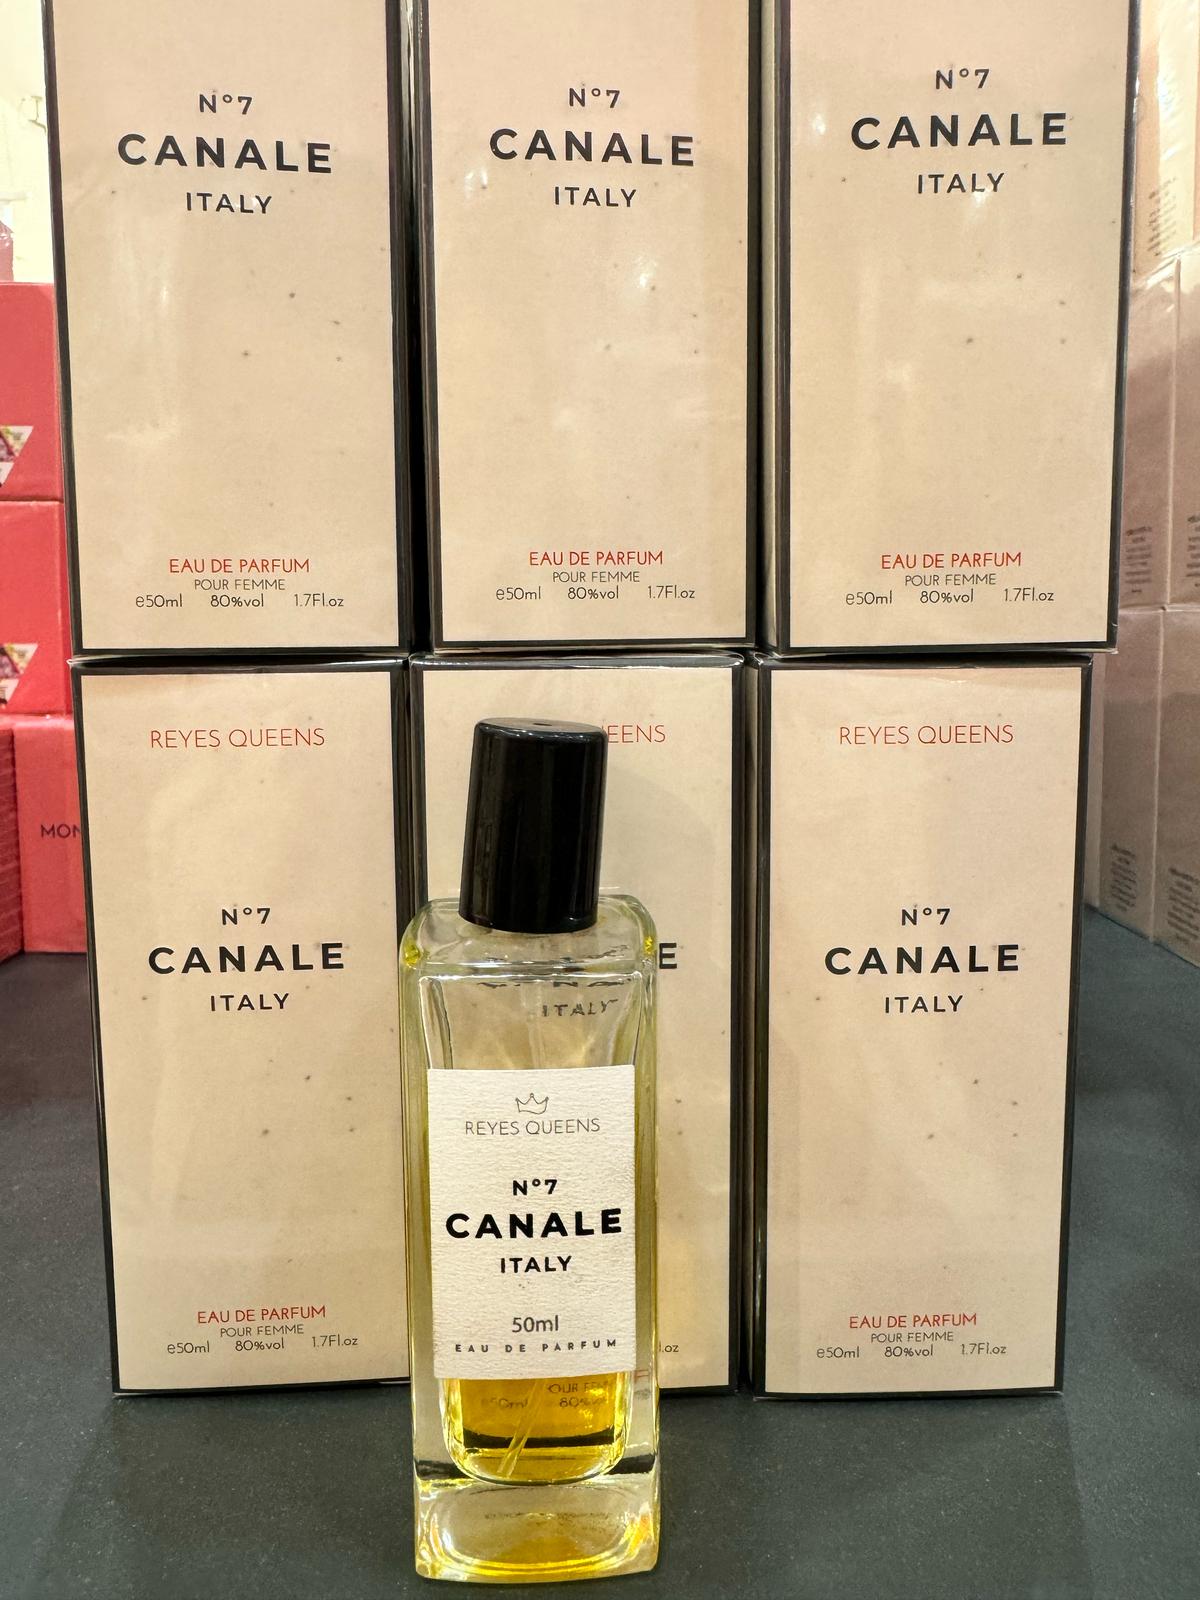 N°7
CANALE
ITALY
EAU DE PARFUM
POUR FEMME
e50ml 80%vol 1.7Fl.oz
N°7
CANALE
ITALY
EAU DE PARFUM
POUR FEMME
e50ml 80%vol 1.7Fl.oz
N°7
CANALE
ITALY
EAU DE PARFUM
POUR FEMME
e50ml 80%vol 1.7Fl.oz
REYES QUEENS
N°7
CANALE
ITALY
EAU DE PARFUM
POUR FEMME
e50ml 80%vol 1.7Fl.oz
EENS
E
ITALY
REYES QUEENS
N°7
CANALE
ITALY
50ml
EAU DE PARFUM
REYES QUEENS
N°7
CANALE
ITALY
EAU DE PARFUM
POUR FEMME
e50ml 80%vol 1.7Fl.oz
MON